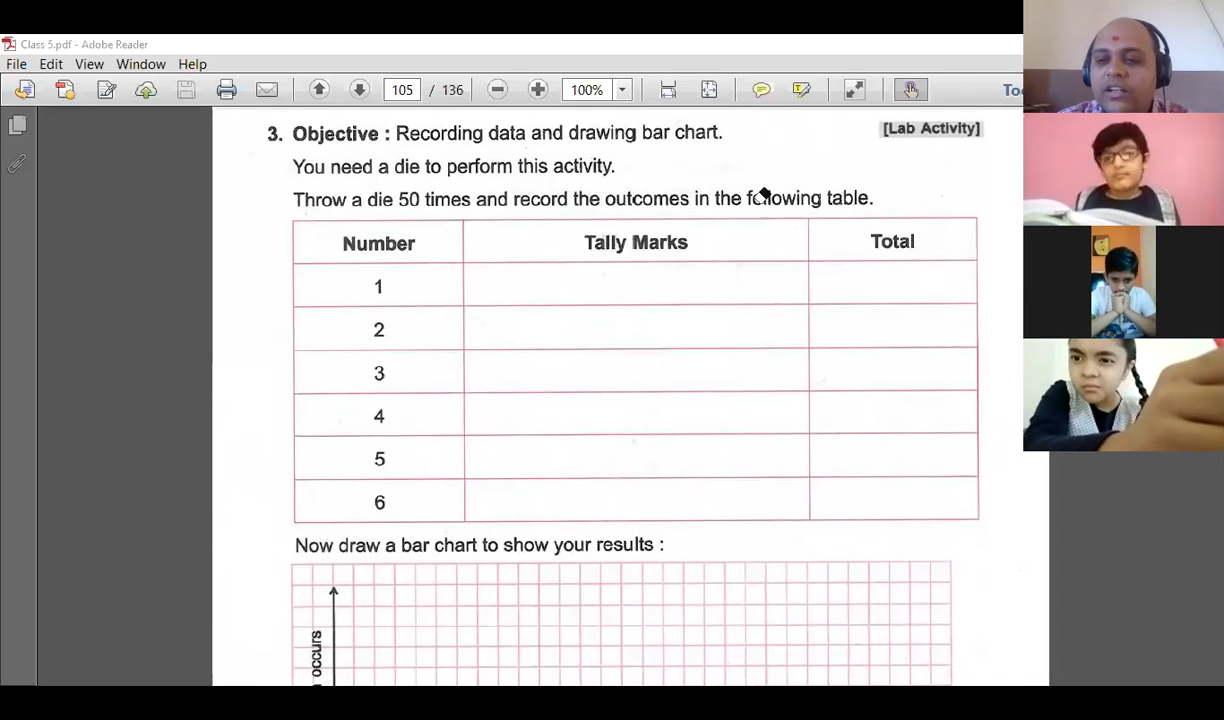 Class 5.pdf - Adobe Reader
File Edit View Window Help
105 / 136 100% Too
3. Objective : Recording data and drawing bar chart. [Lab Activity]
You need a die to perform this activity.
Throw a die 50 times and record the outcomes in the following table.
Number Tally Marks Total
1
2
3
4
5
6
Now draw a bar chart to show your results :
occurs